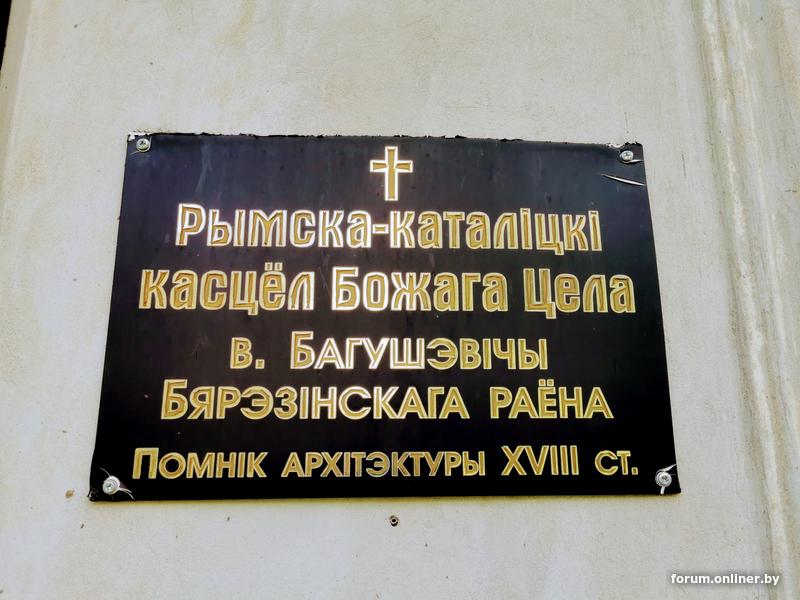 Рымска-каталіцкі
касцёл Божага Цела
в. Багушэвічы
Бярэзінскага раёна
Помнік архітэктуры XVIII ст.
forum.onliner.by